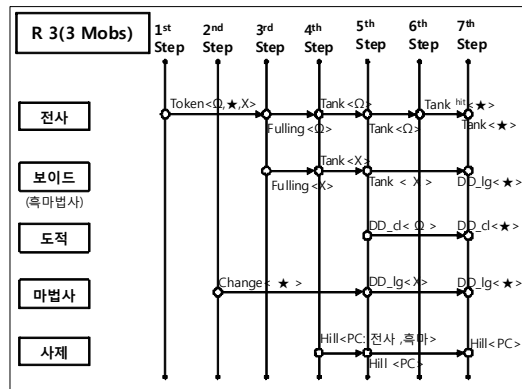 R 3(3 Mobs)
1st Step
2nd Step
3rd Step
4th Step
5th Step
6th Step
7th Step
전사
Token<Ω,★,X>
Tank<Ω>
Tank<Ω>
Tank hit<★>
Fulling<Ω>
Tank<Ω>
Tank<★>
보이드
(흑마법사)
Tank<X>
Fulling<X>
Tank < X >
DD_lg<★>
도적
DD_cl< Ω >
DD_cl<★>
마법사
Change< ★ >
DD_lg<X>
DD_lg<★>
사제
Hill<PC: 전사 ,흑마>
Hill <PC>
Hill<PC>